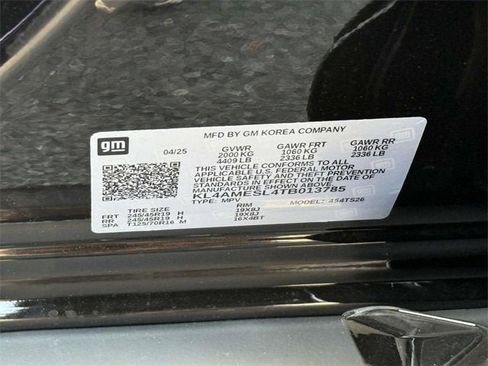 gm
MFD BY GM KOREA COMPANY
04/25 GVWR GAWR FRT GAWR RR
2000 KG 1060 KG 1060 KG
4409 LB 2336 LB 2336 LB
THIS VEHICLE CONFORMS TO ALL
APPLICABLE U.S. FEDERAL MOTOR
VEHICLE SAFETY AND THEFT PREVENTION
STANDARDS IN EFFECT ON THE DATE OF
MANUFACTURE SHOWN ABOVE.
KL4AMESL4TB013785
TYPE: MPV MODEL: 4S4TS26
TIRE SIZE RIM
FRT 245/45R19 H 19X8J
RR 245/45R19 H 19X8J
SPA T125/70R16 M 16X4BT